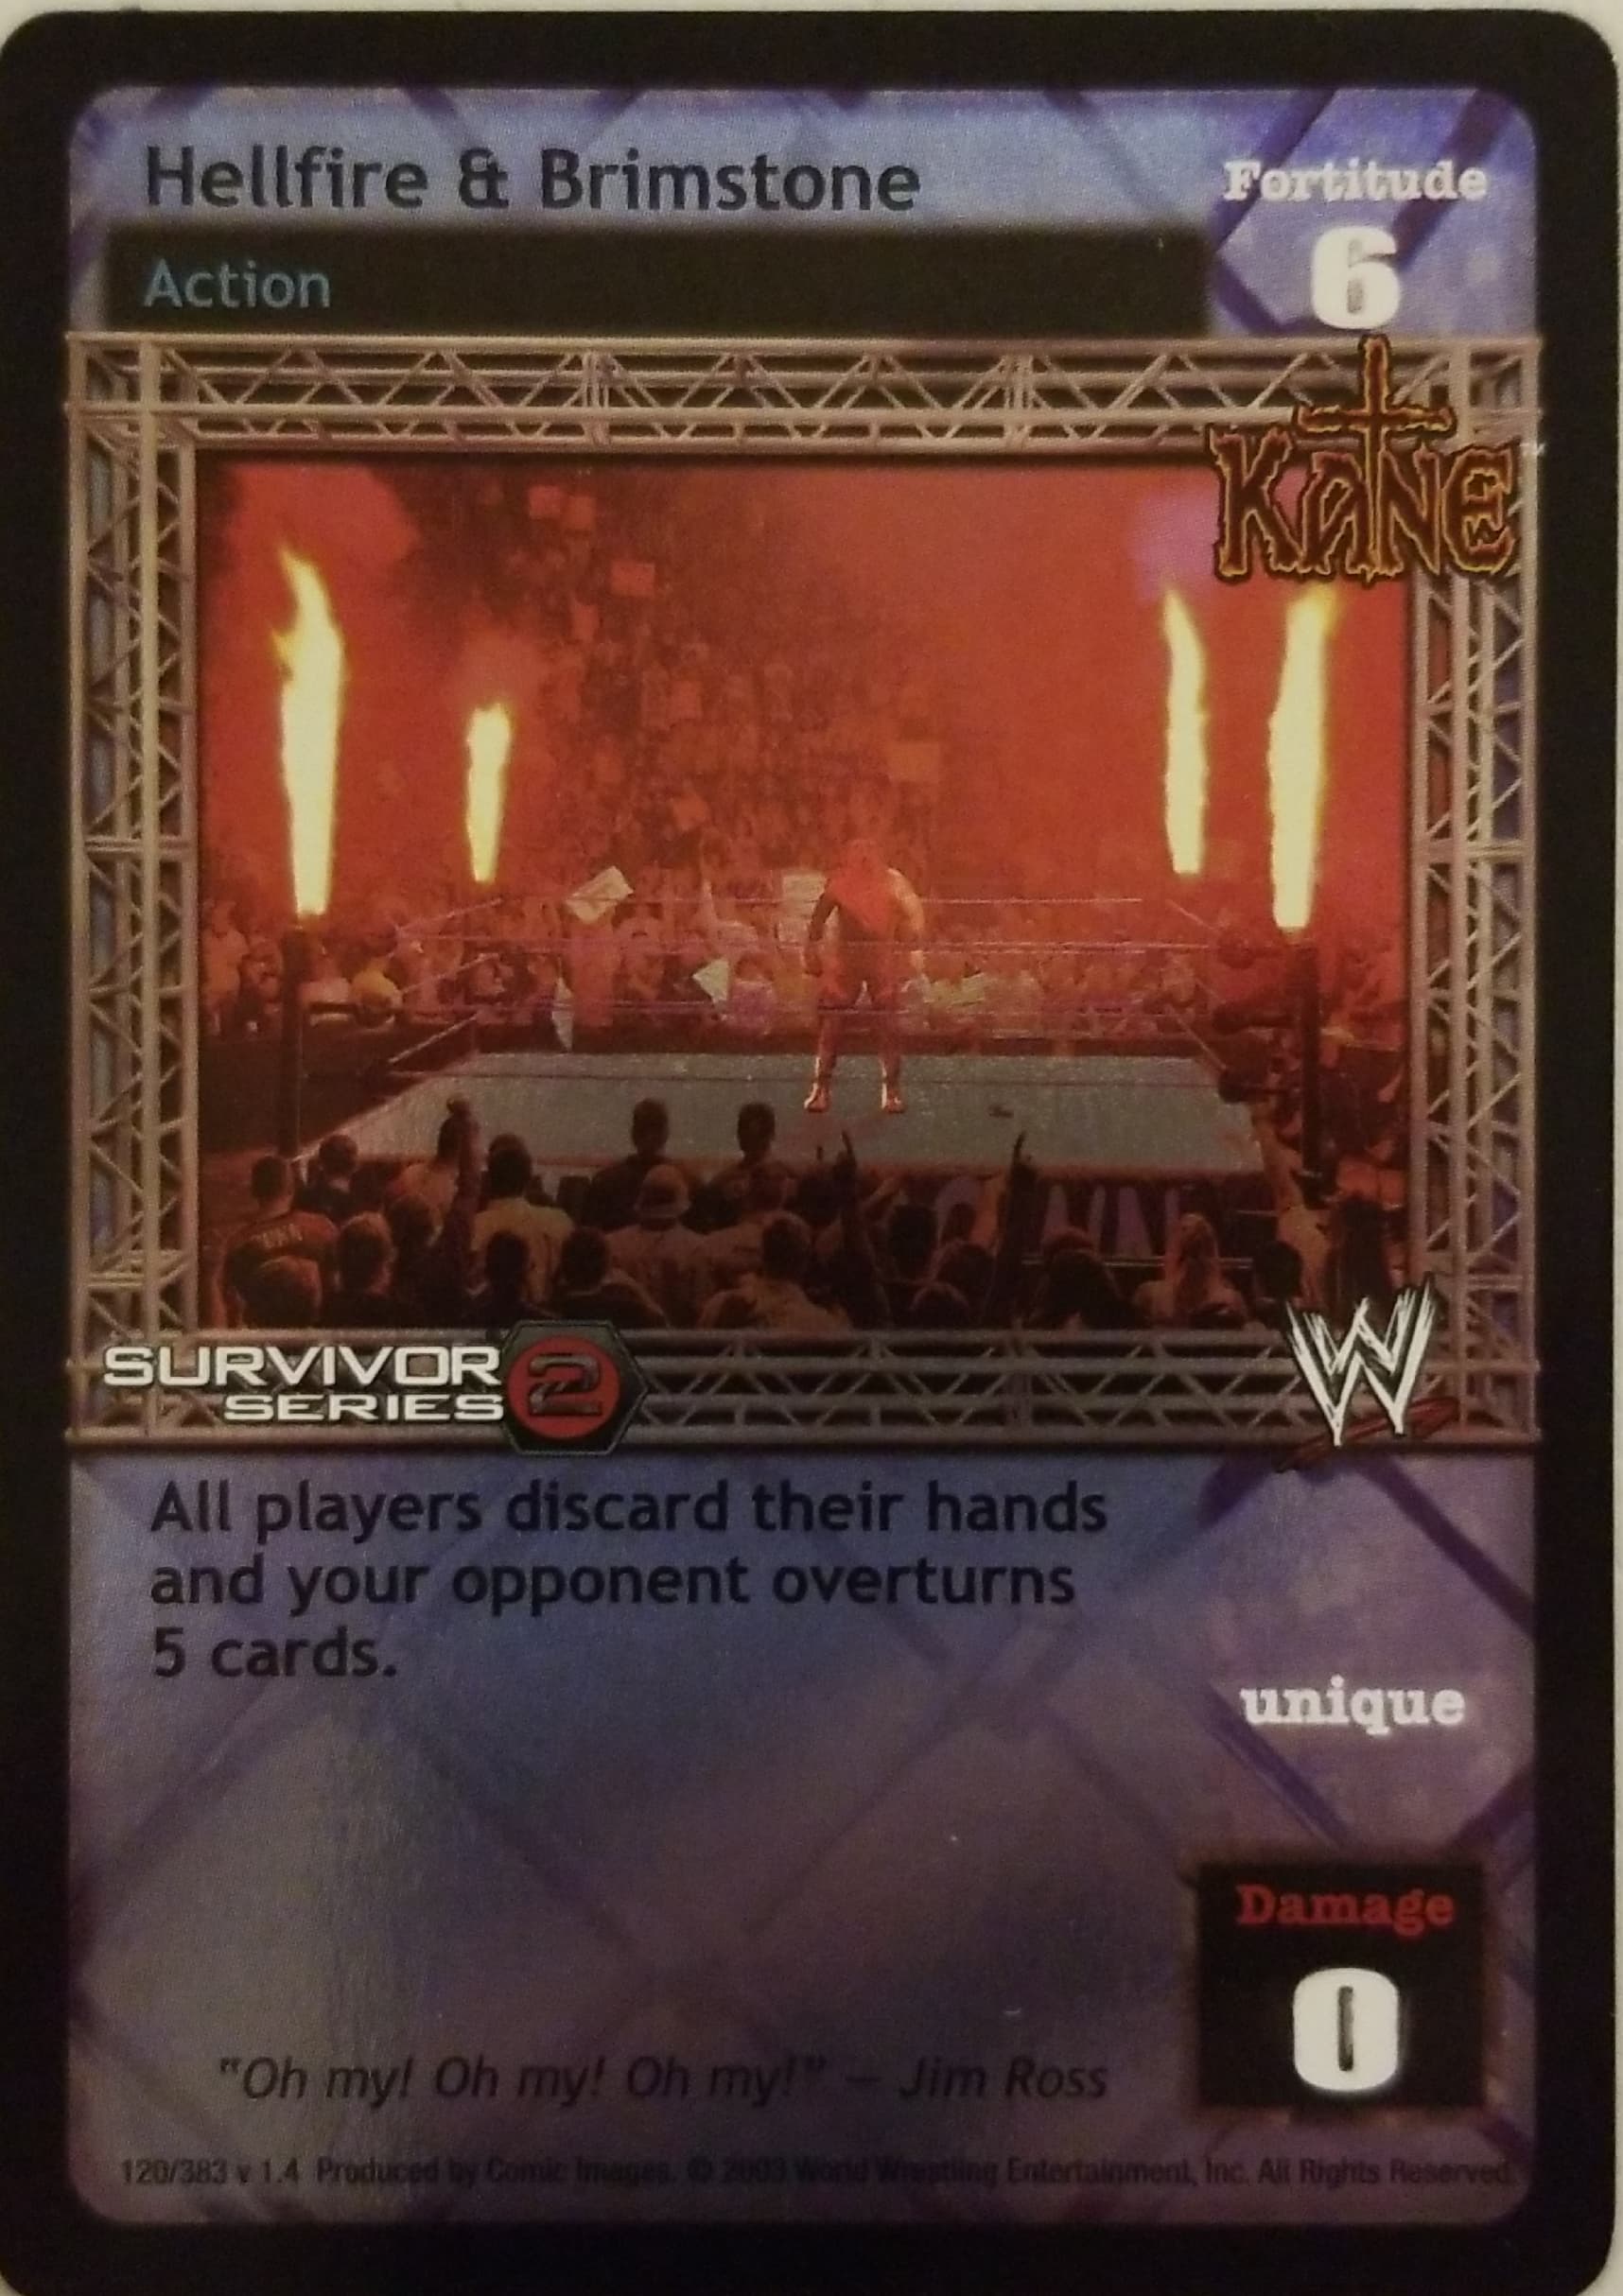 Hellfire & Brimstone
Fortitude
6
Action
KANE
SURVIVOR
SERIES
2
W
All players discard their hands
and your opponent overturns
5 cards.
unique
Damage
0
"Oh my! Oh my! Oh my!" – Jim Ross
120/383 v 1.4 Produced by Comic Images. © 2003 World Wrestling Entertainment, Inc. All Rights Reserved.